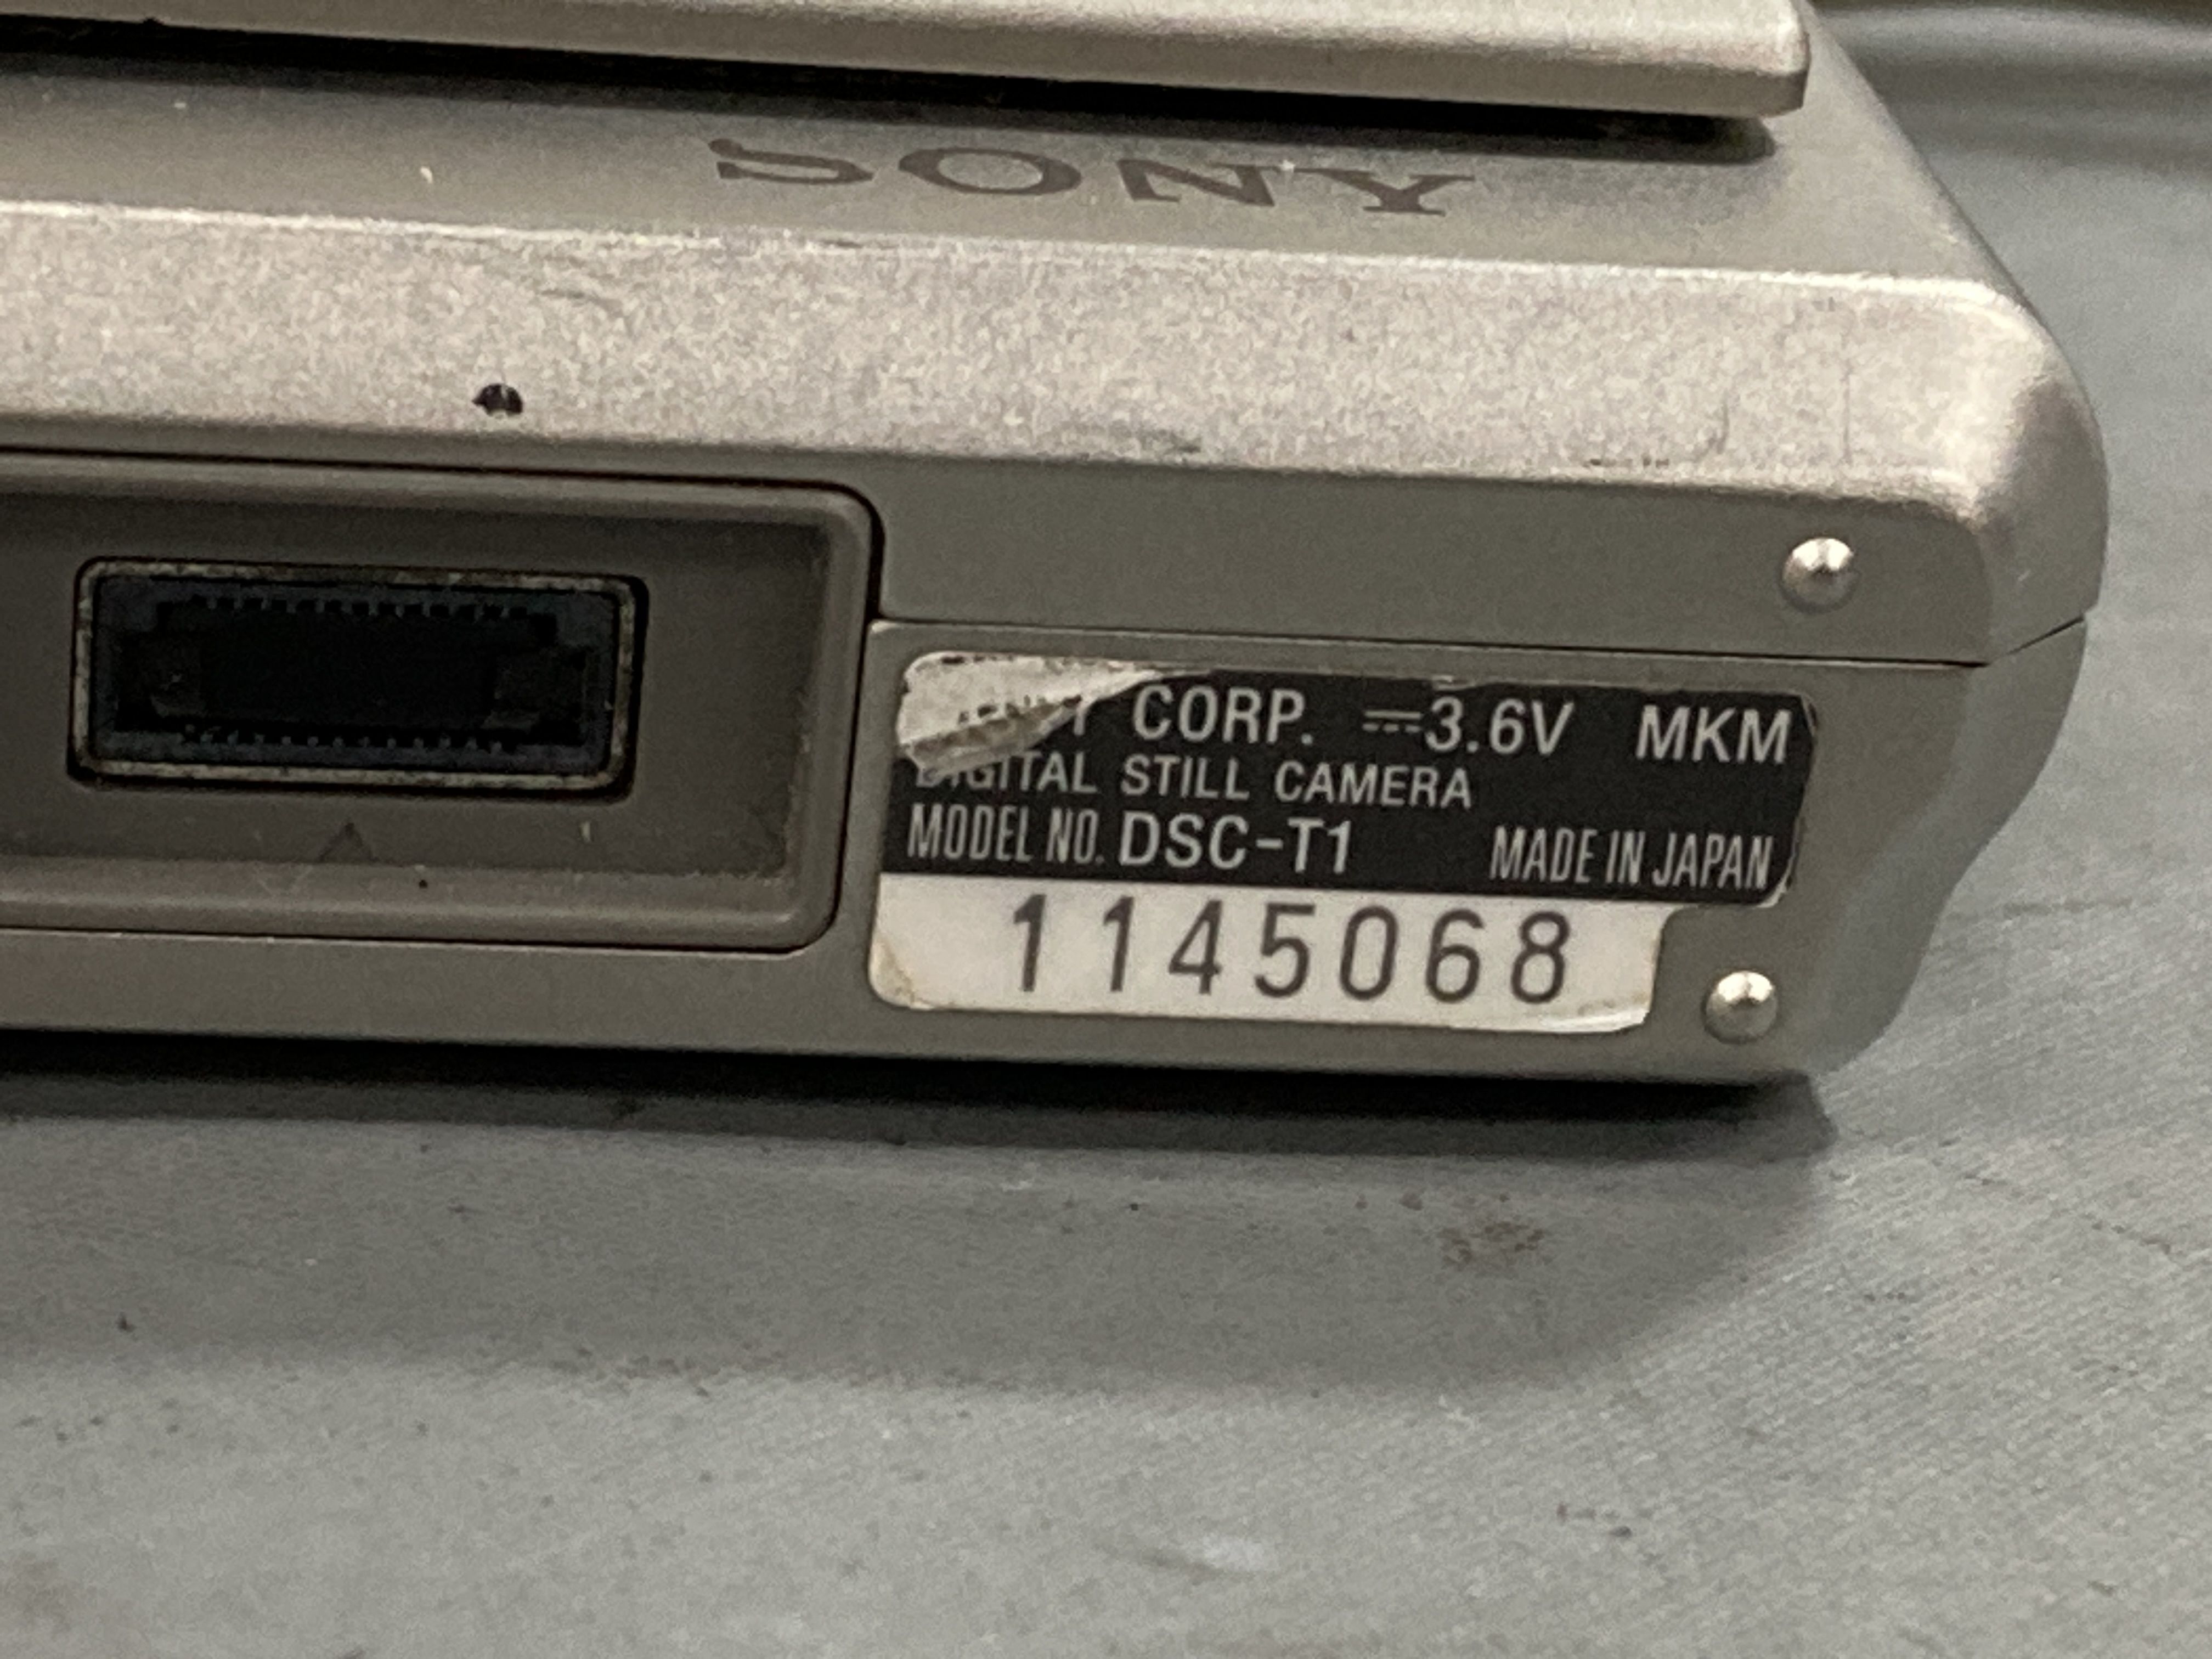 SONY
CORP. ⎓3.6V MKM
DIGITAL STILL CAMERA
MODEL NO. DSC-T1 MADE IN JAPAN
1145068